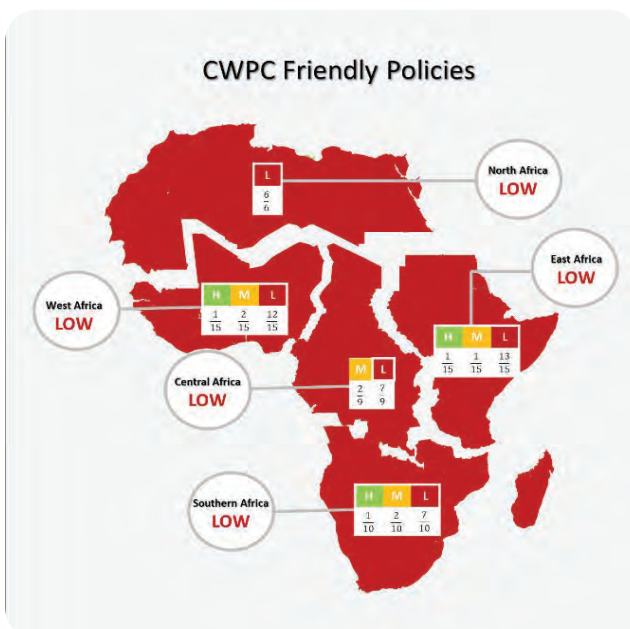 CWPC Friendly Policies
North Africa
LOW
L
6
6
East Africa
LOW
H M L
1 1 13
15 15 15
West Africa
LOW
H M L
1 2 12
15 15 15
Central Africa
LOW
M L
2 7
9 9
Southern Africa
LOW
H M L
1 2 7
10 10 10